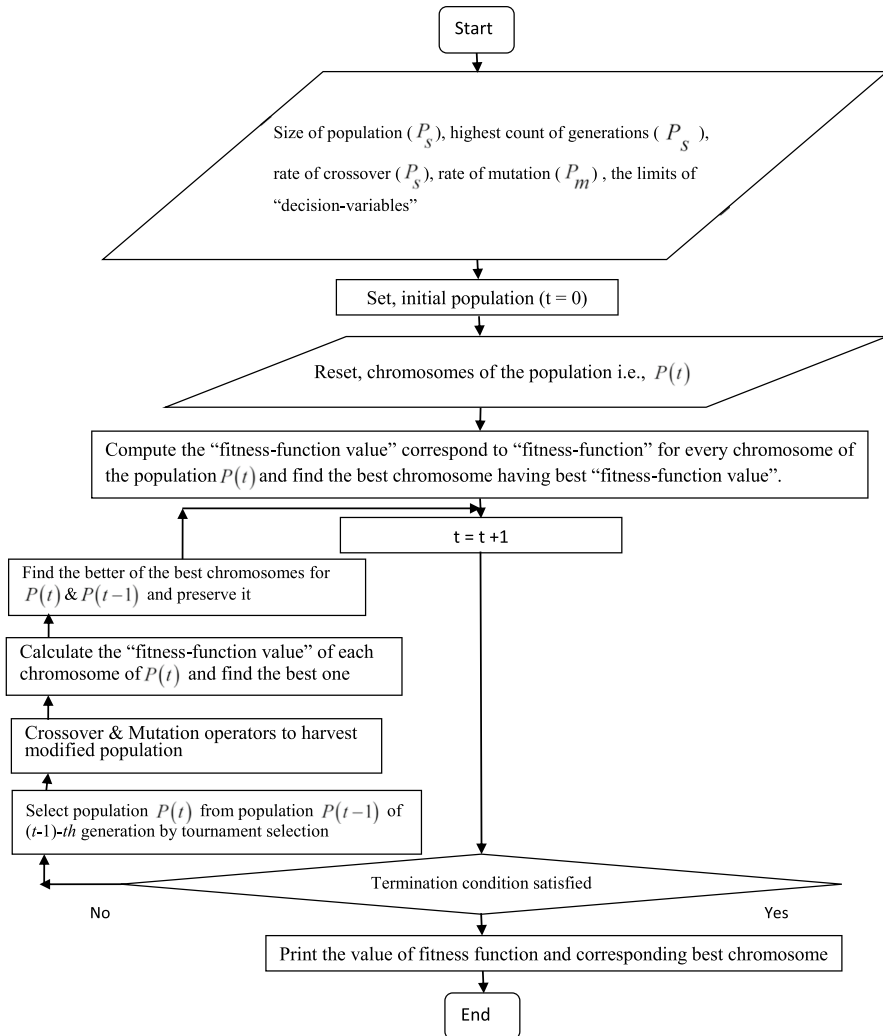 Start
Size of population ( P_s ), highest count of generations ( P_s ),
rate of crossover ( P_s ), rate of mutation ( P_m ) , the limits of
“decision-variables”
Set, initial population (t = 0)
Reset, chromosomes of the population i.e., P(t)
Compute the “fitness-function value” correspond to “fitness-function” for every chromosome of
the population P(t) and find the best chromosome having best “fitness-function value”.
t = t +1
Find the better of the best chromosomes for
P(t) & P(t−1) and preserve it
Calculate the “fitness-function value” of each
chromosome of P(t) and find the best one
Crossover & Mutation operators to harvest
modified population
Select population P(t) from population P(t−1) of
(t-1)-th generation by tournament selection
Termination condition satisfied
No
Yes
Print the value of fitness function and corresponding best chromosome
End